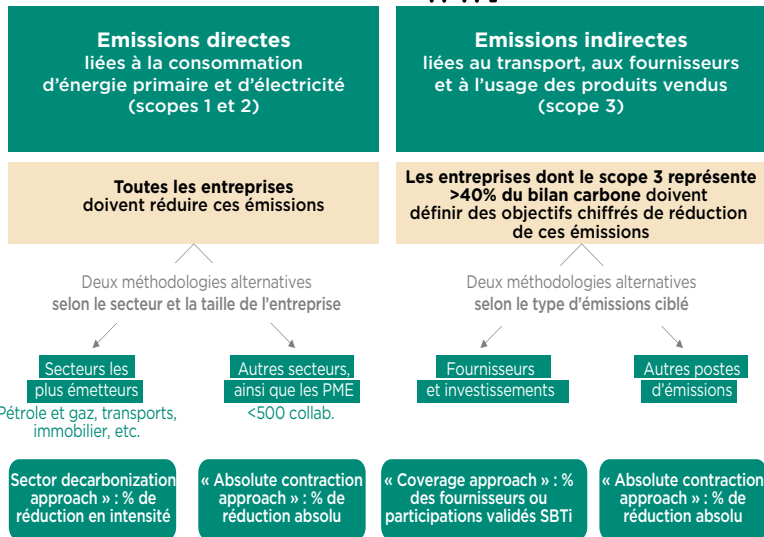 Emissions directes
liées à la consommation
d'énergie primaire et d'électricité
(scopes 1 et 2)
Emissions indirectes
liées au transport, aux fournisseurs
et à l'usage des produits vendus
(scope 3)
Toutes les entreprises
doivent réduire ces émissions
Les entreprises dont le scope 3 représente
>40% du bilan carbone doivent
définir des objectifs chiffrés de réduction
de ces émissions
Deux méthodologies alternatives
selon le secteur et la taille de l'entreprise
Deux méthodologies alternatives
selon le type d'émissions ciblé
Secteurs les
plus émetteurs
Pétrole et gaz, transports,
immobilier, etc.
Autres secteurs,
ainsi que les PME
<500 collab.
Fournisseurs
et investissements
Autres postes
d'émissions
Sector decarbonization
approach » : % de
réduction en intensité
« Absolute contraction
approach » : % de
réduction absolu
« Coverage approach » : %
des fournisseurs ou
participations validés SBTi
« Absolute contraction
approach » : % de
réduction absolu